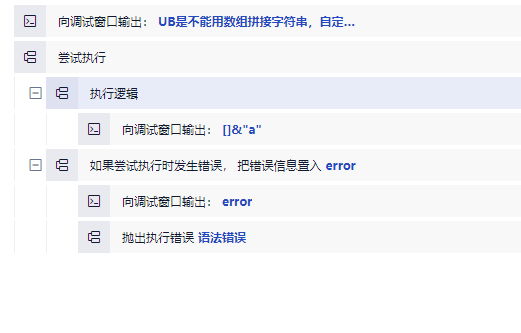 向调试窗口输出： UB是不能用数组拼接字符串，自定...
尝试执行
执行逻辑
向调试窗口输出： []&"a"
如果尝试执行时发生错误， 把错误信息置入 error
向调试窗口输出： error
抛出执行错误 语法错误